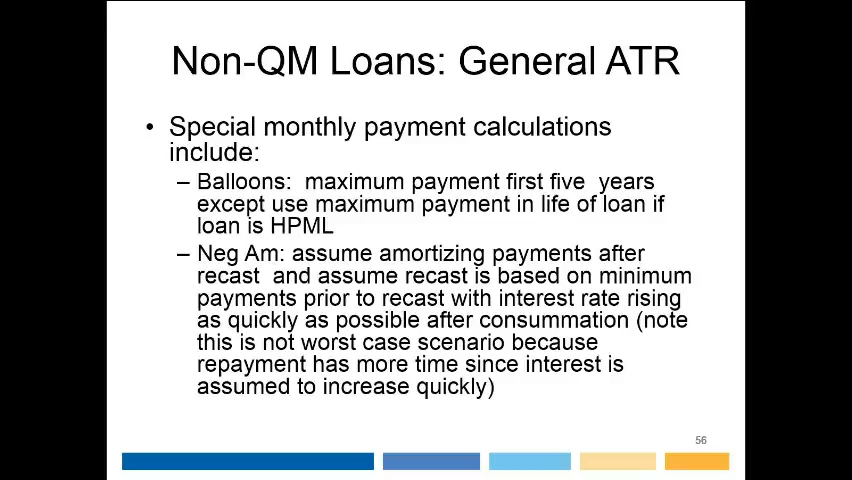 Non-QM Loans: General ATR
• Special monthly payment calculations
include:
– Balloons:  maximum payment first five  years
except use maximum payment in life of loan if
loan is HPML
– Neg Am: assume amortizing payments after
recast  and assume recast is based on minimum
payments prior to recast with interest rate rising
as quickly as possible after consummation (note
this is not worst case scenario because
repayment has more time since interest is
assumed to increase quickly)
56